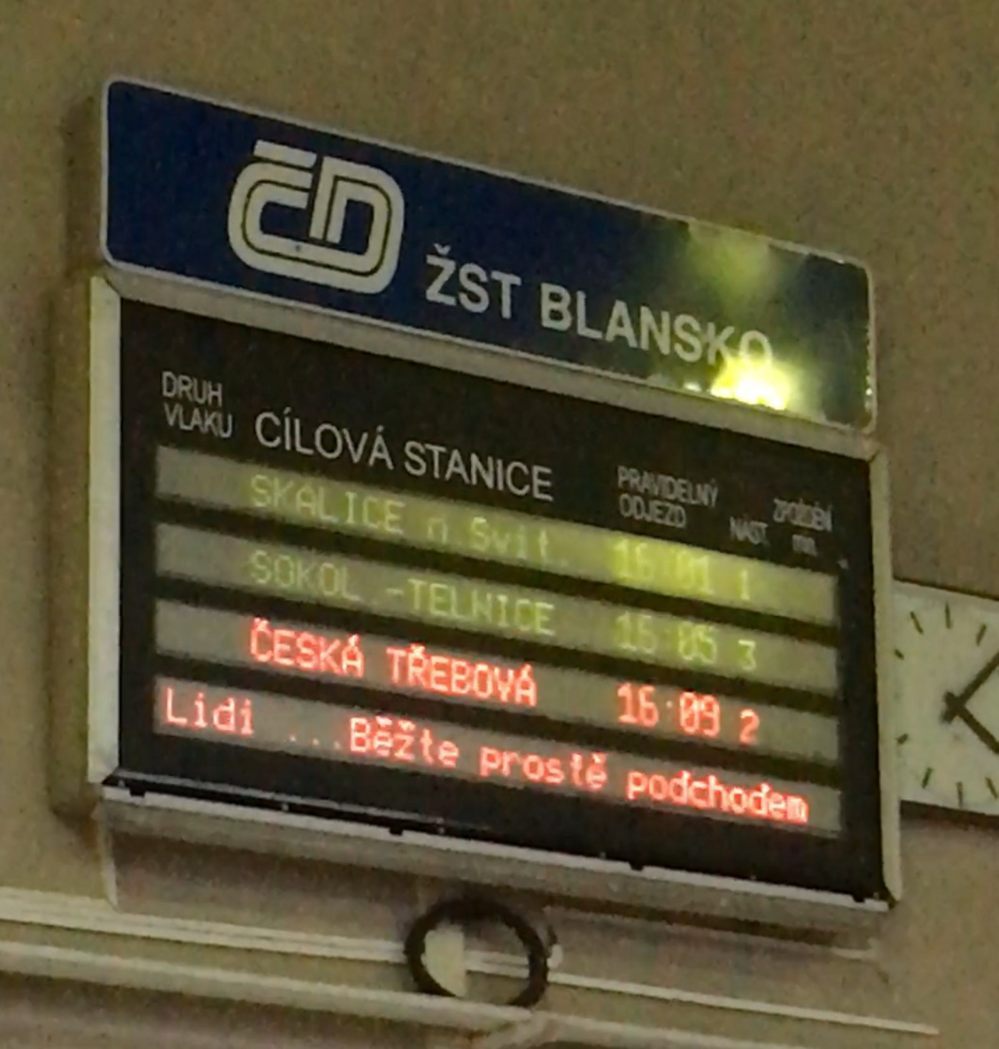 ČD
ŽST BLANSKO
DRUH
VLAKU
CÍLOVÁ STANICE
PRAVIDELNÝ
ODJEZD
NÁST.
ZPOŽDĚNÍ
min.
SKALICE n.Svit. 16:01 1
SOKOL.-TELNICE 16:05 3
ČESKÁ TŘEBOVÁ 16:09 2
Lidi ...Běžte prostě podchodem